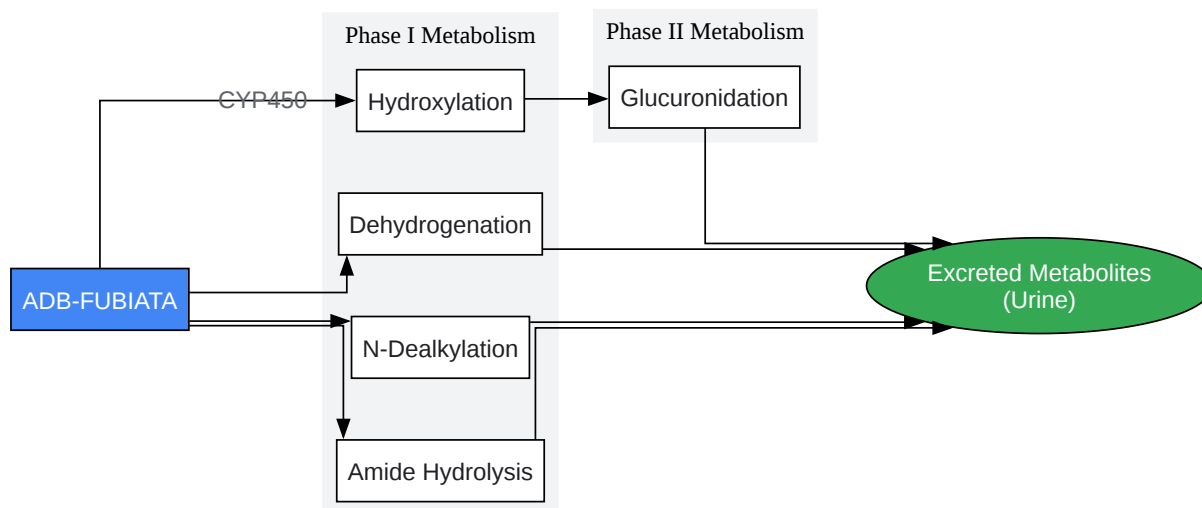 Phase I Metabolism
Phase II Metabolism
CYP450
Hydroxylation
Glucuronidation
Dehydrogenation
ADB-FUBIATA
Excreted Metabolites
(Urine)
N-Dealkylation
Amide Hydrolysis